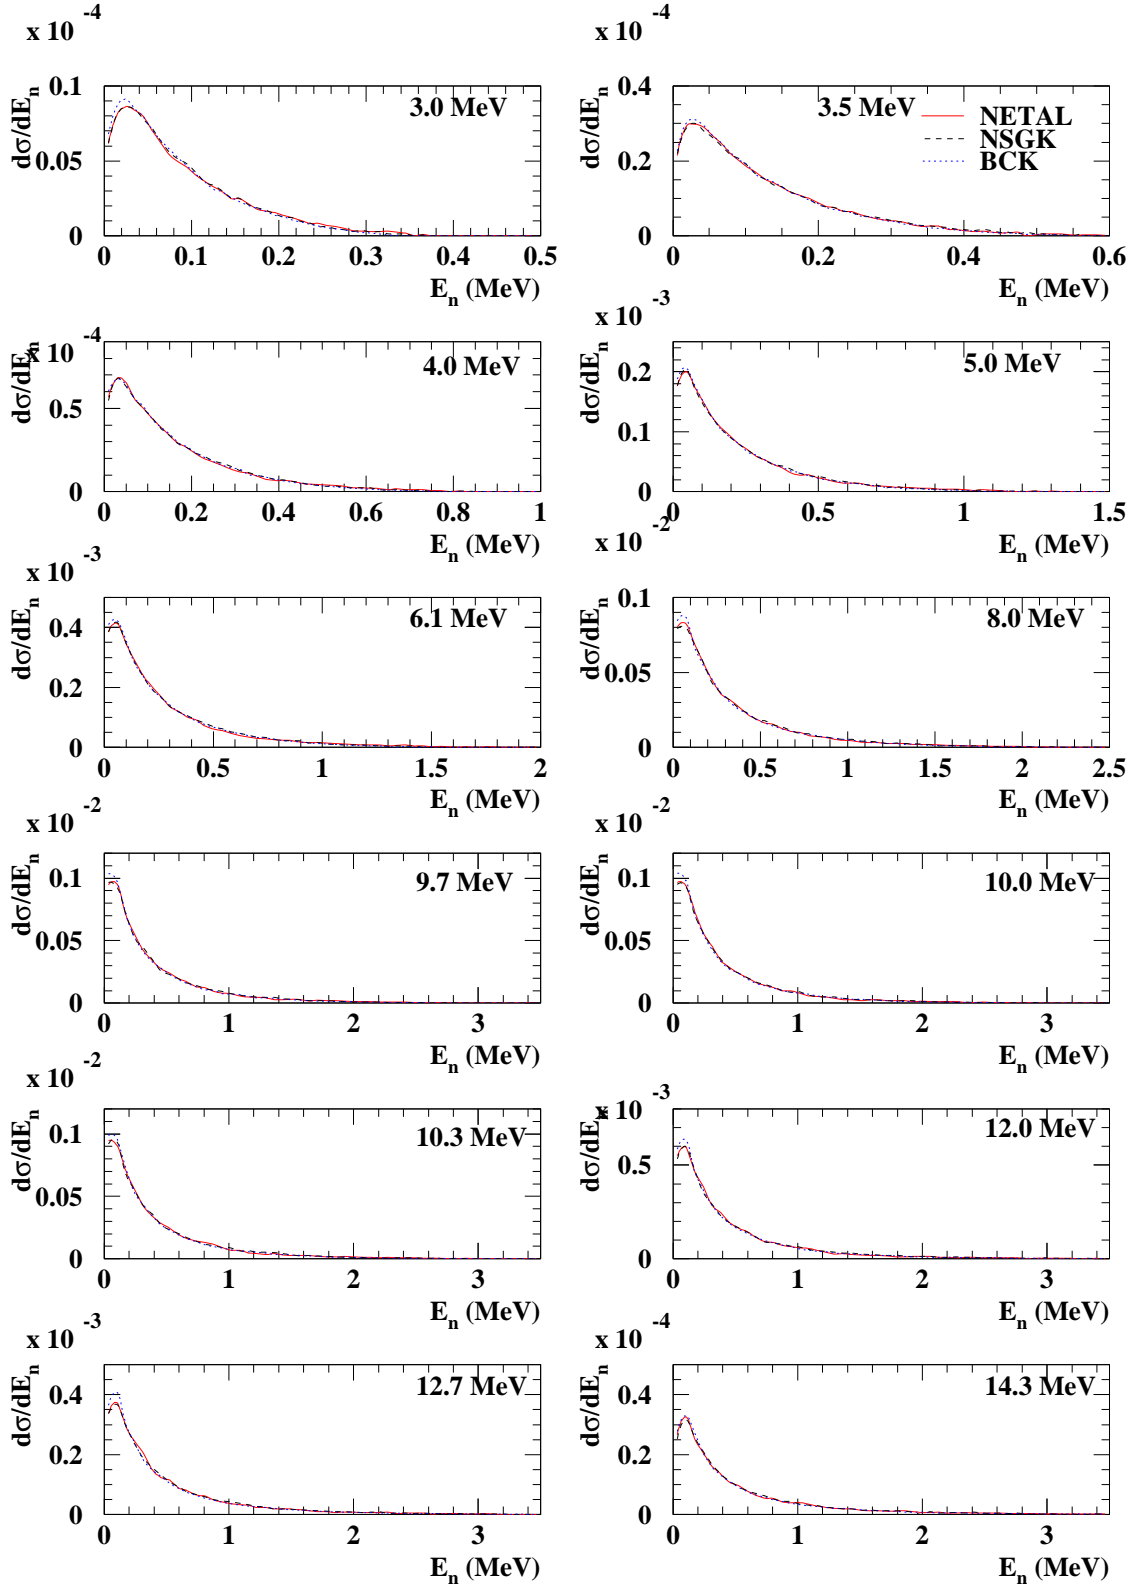 x 10 -4
dσ/dEn
3.0 MeV
0.1
0.05
0
0 0.1 0.2 0.3 0.4 0.5
En (MeV)
x 10 -4
dσ/dEn
3.5 MeV
NETAL
NSGK
BCK
0.4
0.2
0
0 0.2 0.4 0.6
En (MeV)
x 10 -4
dσ/dEn
4.0 MeV
0.5
0
0 0.2 0.4 0.6 0.8 1
En (MeV)
x 10 -3
dσ/dEn
5.0 MeV
0.2
0.1
0
0 0.5 1 1.5
En (MeV)
x 10 -3
dσ/dEn
6.1 MeV
0.4
0.2
0
0 0.5 1 1.5 2
En (MeV)
x 10 -2
dσ/dEn
8.0 MeV
0.1
0.05
0
0 0.5 1 1.5 2 2.5
En (MeV)
x 10 -2
dσ/dEn
9.7 MeV
0.1
0.05
0
0 1 2 3
En (MeV)
x 10 -2
dσ/dEn
10.0 MeV
0.1
0.05
0
0 1 2 3
En (MeV)
x 10 -2
dσ/dEn
10.3 MeV
0.1
0.05
0
0 1 2 3
En (MeV)
x 10 -3
dσ/dEn
12.0 MeV
0.5
0
0 1 2 3
En (MeV)
x 10 -3
dσ/dEn
12.7 MeV
0.4
0.2
0
0 1 2 3
En (MeV)
x 10 -4
dσ/dEn
14.3 MeV
0.4
0.2
0
0 1 2 3
En (MeV)